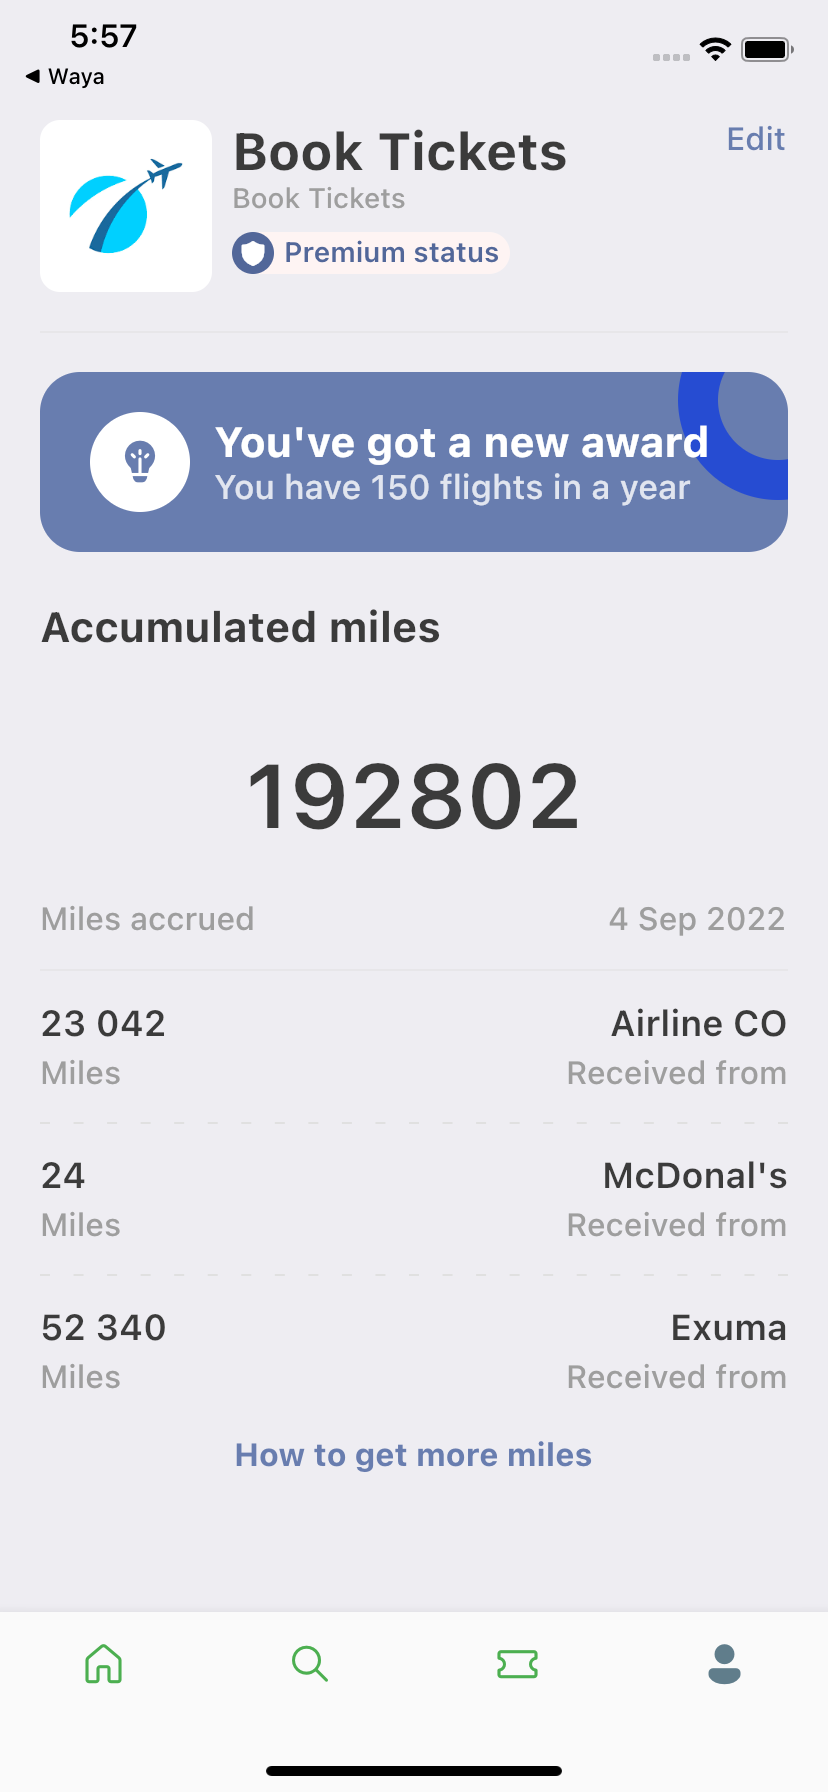 5:57
◀ Waya
Book Tickets
Edit
Book Tickets
Premium status
You've got a new award
You have 150 flights in a year
Accumulated miles
192802
Miles accrued
4 Sep 2022
23 042
Airline CO
Miles
Received from
24
McDonal's
Miles
Received from
52 340
Exuma
Miles
Received from
How to get more miles